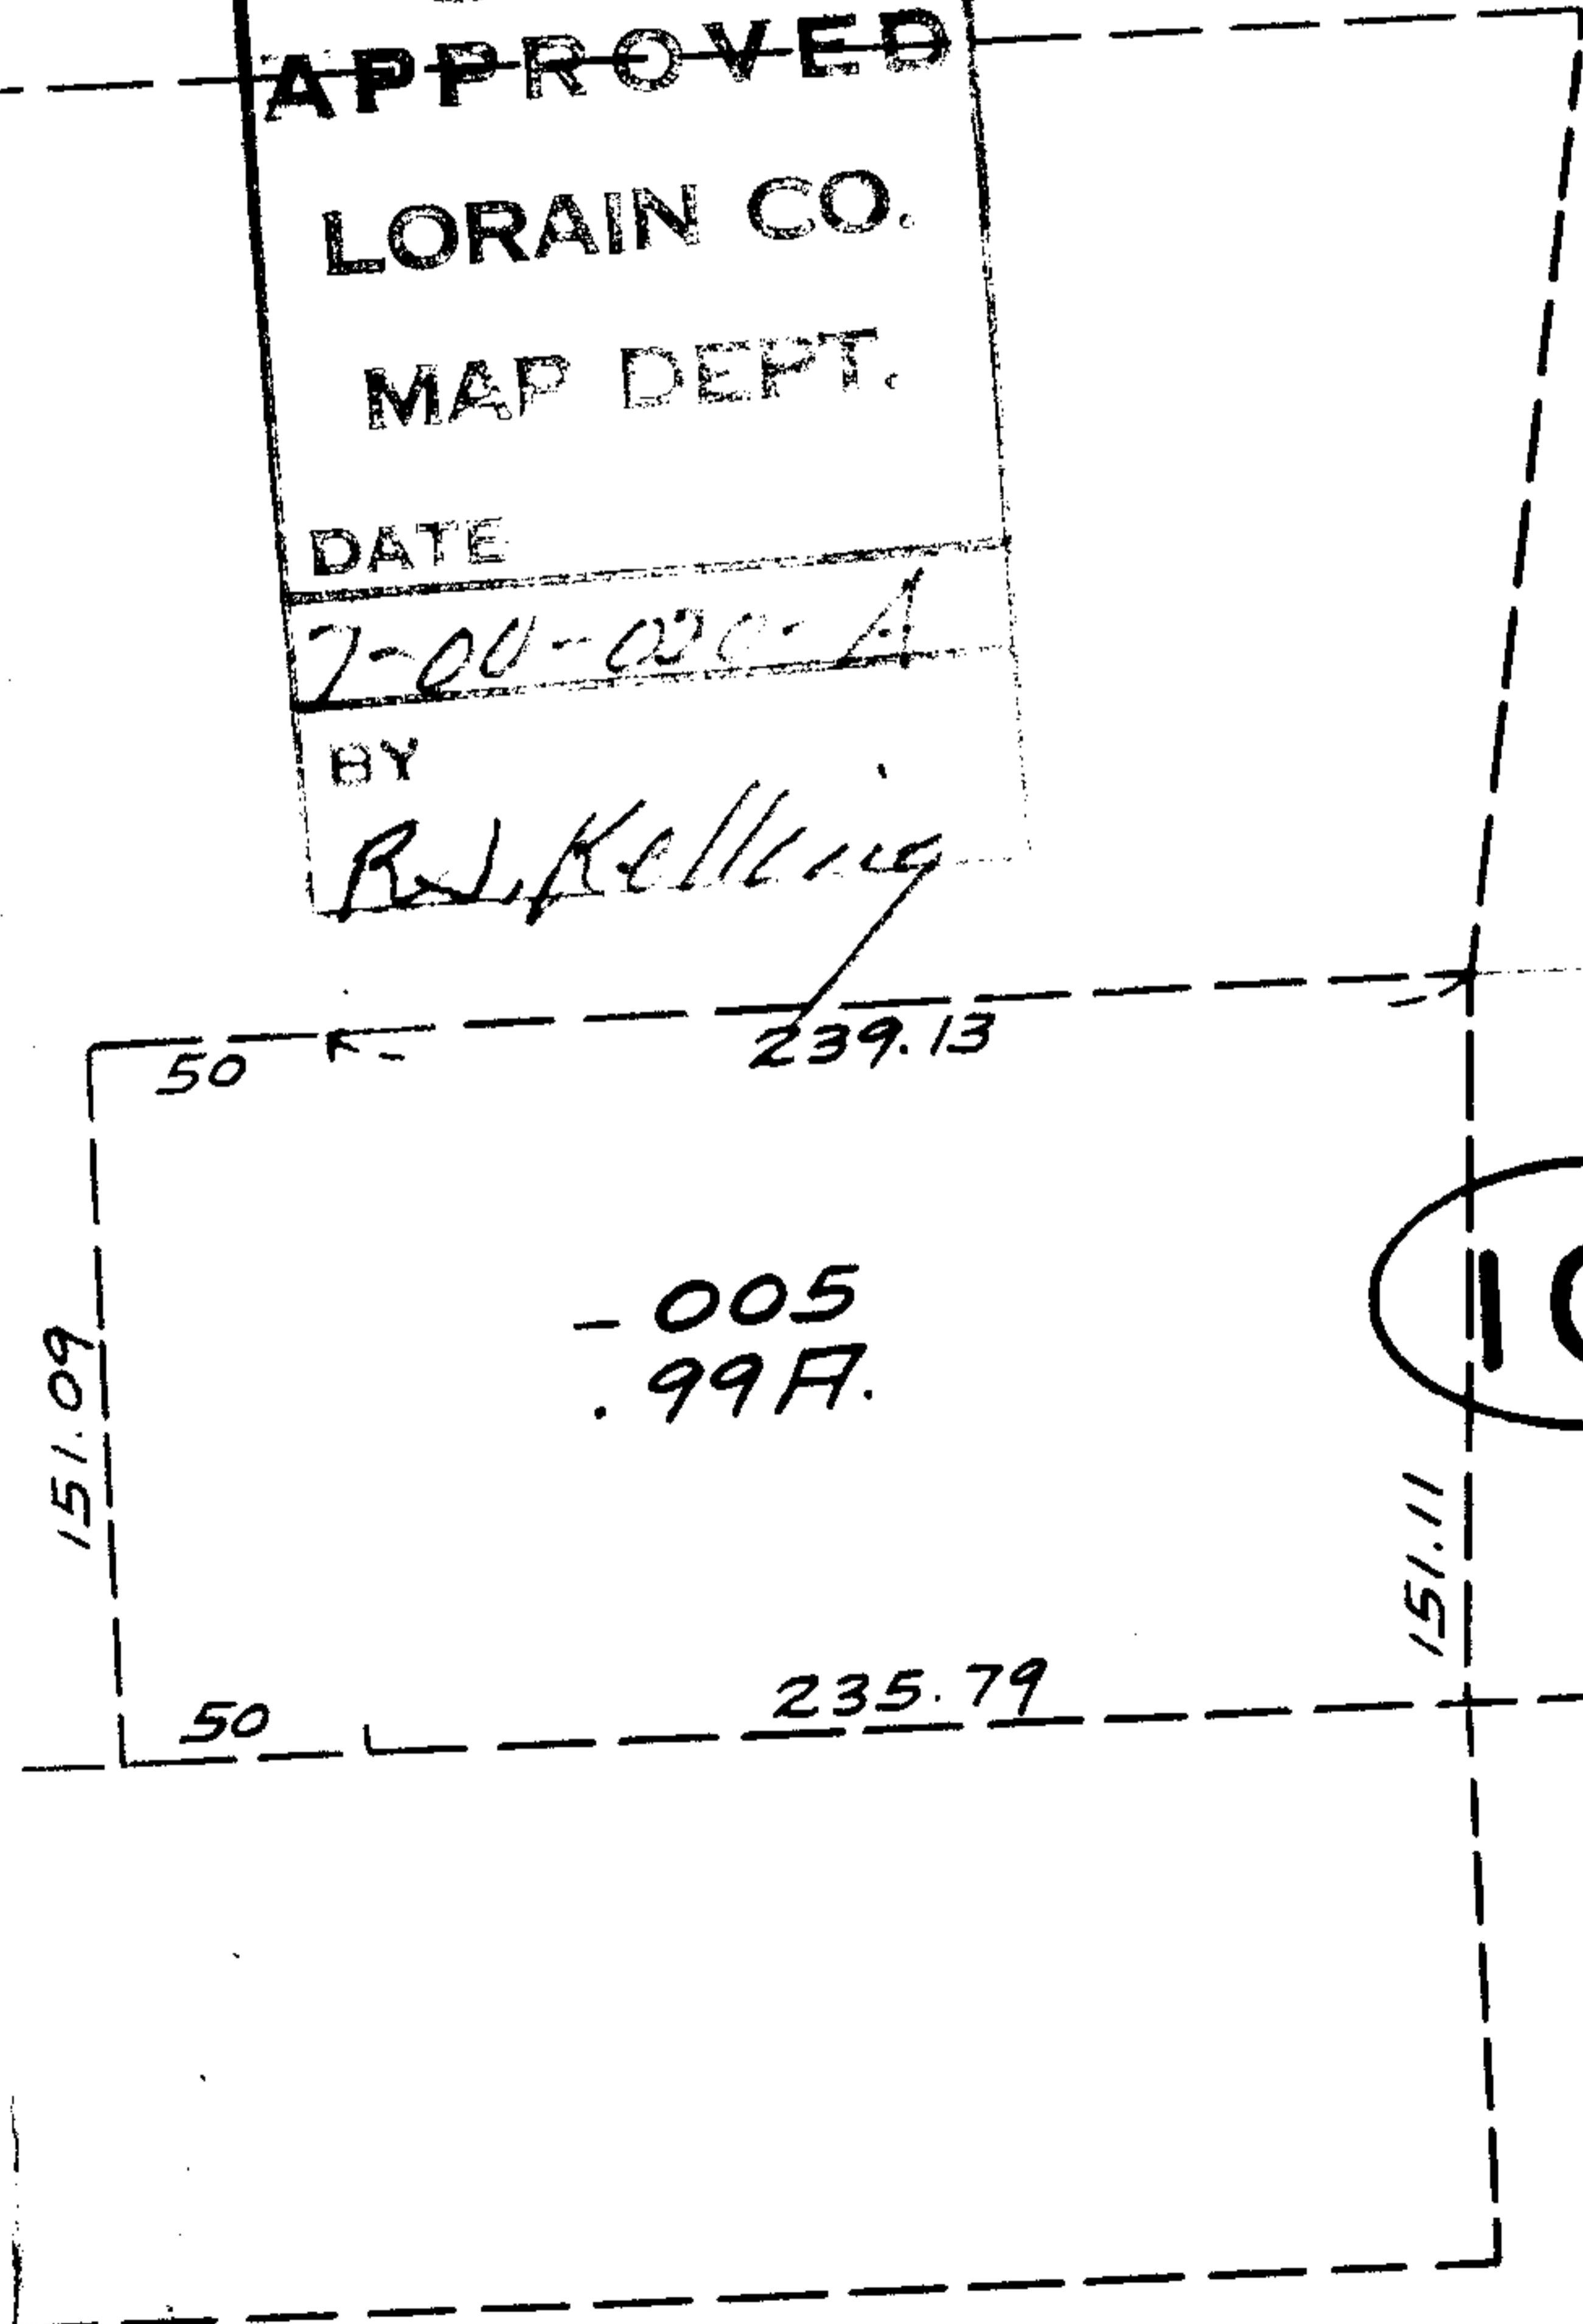 APPROVED
LORAIN CO.
MAP DEPT.
DATE
BY
R.J. Kelling
50
239.13
151.09
- 005
.99A.
151.11
50
235.79